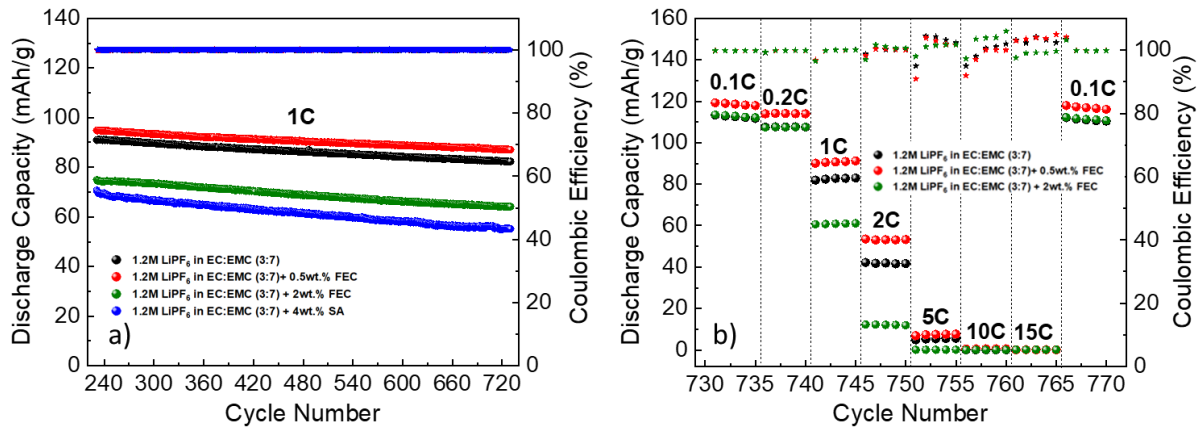 140
120
100
80
60
40
20
0
Discharge Capacity (mAh/g)
1C
1.2M LiPF₆ in EC:EMC (3:7)
1.2M LiPF₆ in EC:EMC (3:7)+ 0.5wt.% FEC
1.2M LiPF₆ in EC:EMC (3:7) + 2wt.% FEC
1.2M LiPF₆ in EC:EMC (3:7) + 4wt.% SA
a)
100
80
60
40
20
0
Coulombic Efficiency (%)
240 300 360 420 480 540 600 660 720
Cycle Number
160
140
120
100
80
60
40
20
0
Discharge Capacity (mAh/g)
0.1C
0.2C
1C
2C
5C
10C
15C
0.1C
1.2M LiPF₆ in EC:EMC (3:7)
1.2M LiPF₆ in EC:EMC (3:7)+ 0.5wt.% FEC
1.2M LiPF₆ in EC:EMC (3:7) + 2wt.% FEC
b)
100
80
60
40
20
0
Coulombic Efficiency (%)
730 735 740 745 750 755 760 765 770
Cycle Number